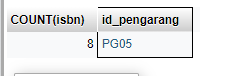 COUNT(isbn) id_pengarang
8 PG05